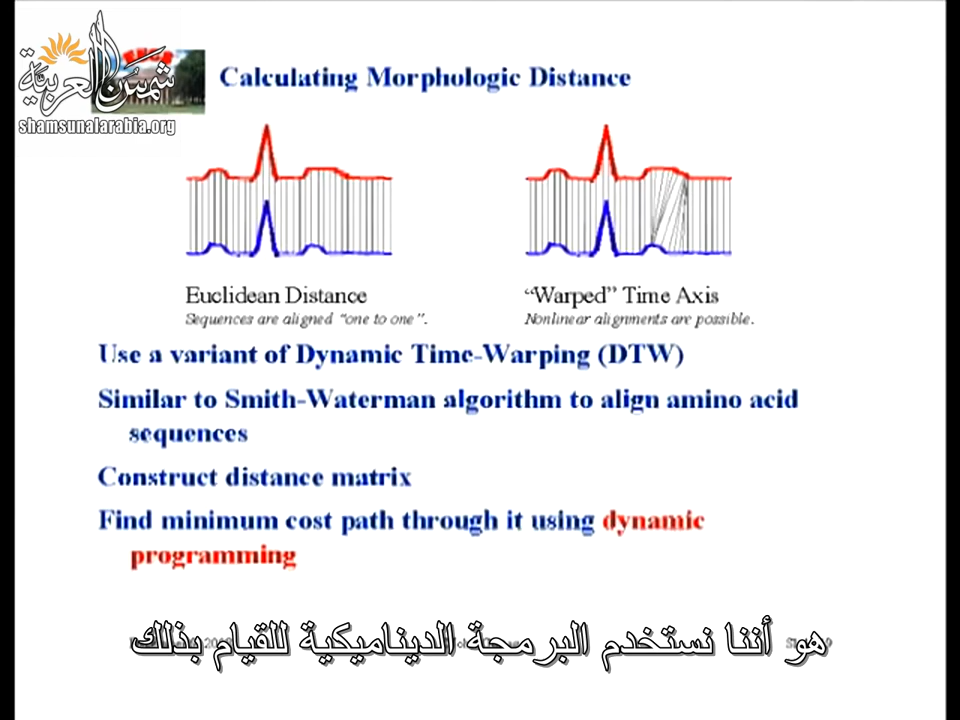 شمس العربية
shamsunalarabia.org
Calculating Morphologic Distance
Euclidean Distance
Sequences are aligned “one to one”.
“Warped” Time Axis
Nonlinear alignments are possible.
Use a variant of Dynamic Time-Warping (DTW)
Similar to Smith-Waterman algorithm to align amino acid
sequences
Construct distance matrix
Find minimum cost path through it using dynamic
programming
هو أننا نستخدم البرمجة الديناميكية للقيام بذلك